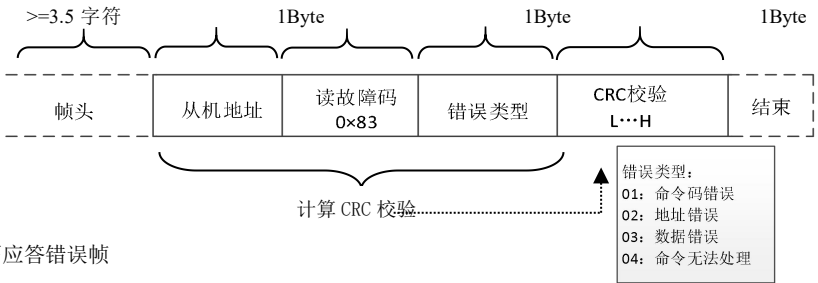 >=3.5 字符 1Byte 1Byte 1Byte
帧头
从机地址
读故障码
0×83
错误类型
CRC校验
L⋯H
结束
计算 CRC 校验
错误类型：
01：命令码错误
02：地址错误
03：数据错误
04：命令无法处理
应答错误帧